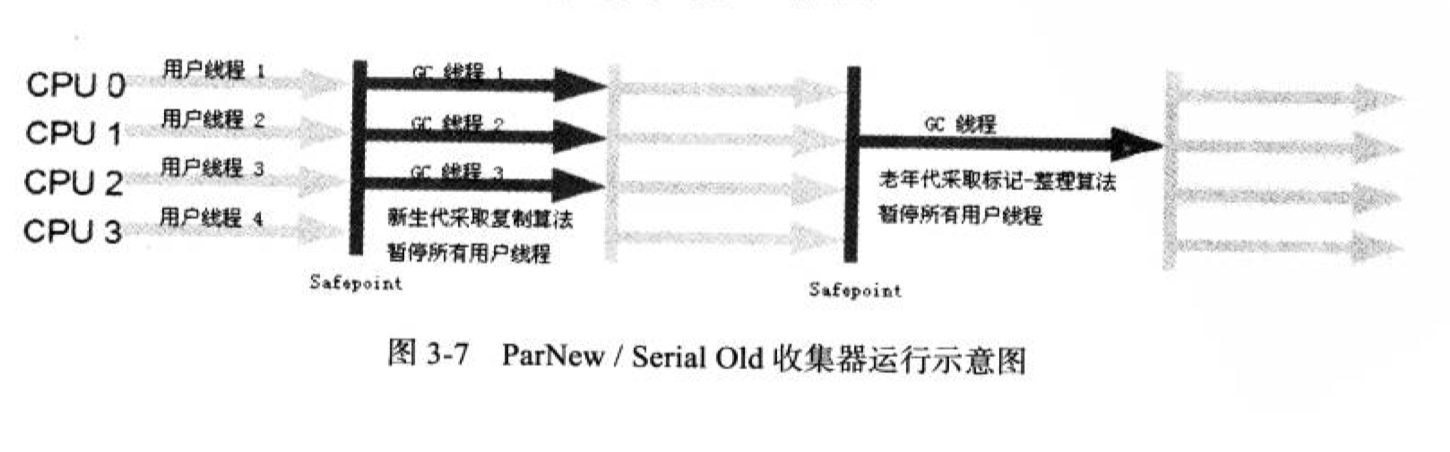 CPU 0
用户线程 1
GC 线程 1
CPU 1
用户线程 2
GC 线程 2
GC 线程
CPU 2
用户线程 3
GC 线程 3
老年代采取标记-整理算法
CPU 3
用户线程 4
新生代采取复制算法
暂停所有用户线程
暂停所有用户线程
Safepoint
Safepoint
图 3-7 ParNew / Serial Old 收集器运行示意图